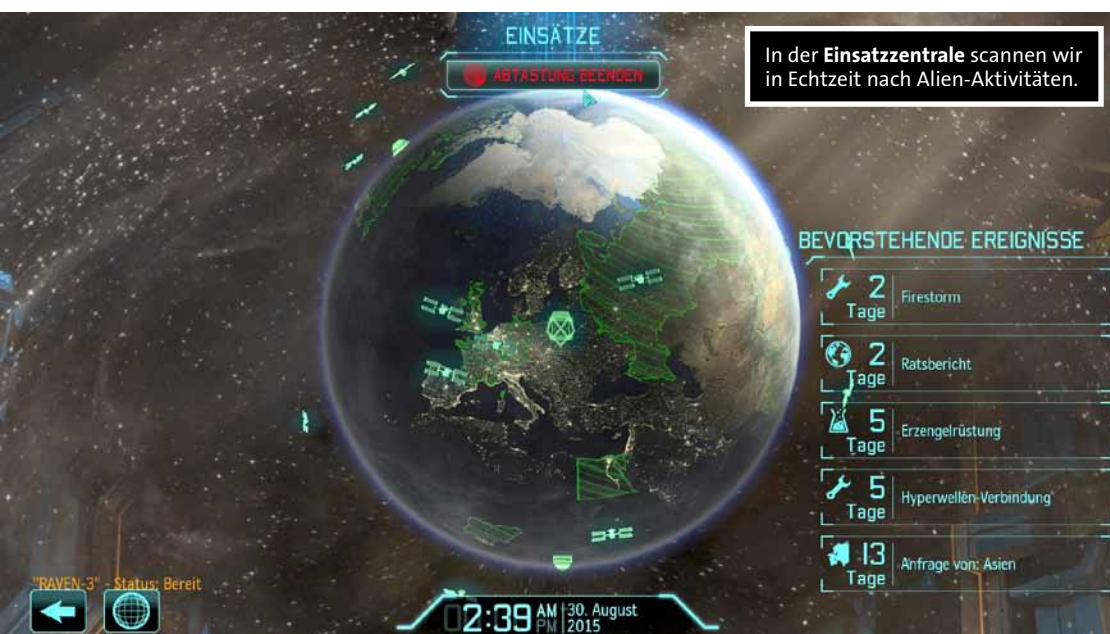 EINSÄTZE
ABTASTUNG BEENDEN
In der Einsatzzentrale scannen wir
in Echtzeit nach Alien-Aktivitäten.
BEVORSTEHENDE EREIGNISSE
2 Tage Firestorm
2 Tage Ratsbericht
5 Tage Erzengelrüstung
5 Tage Hyperwellen-Verbindung
13 Tage Anfrage von: Asien
"RAVEN-3" - Status: Bereit
02:39 AM PM 30. August 2015